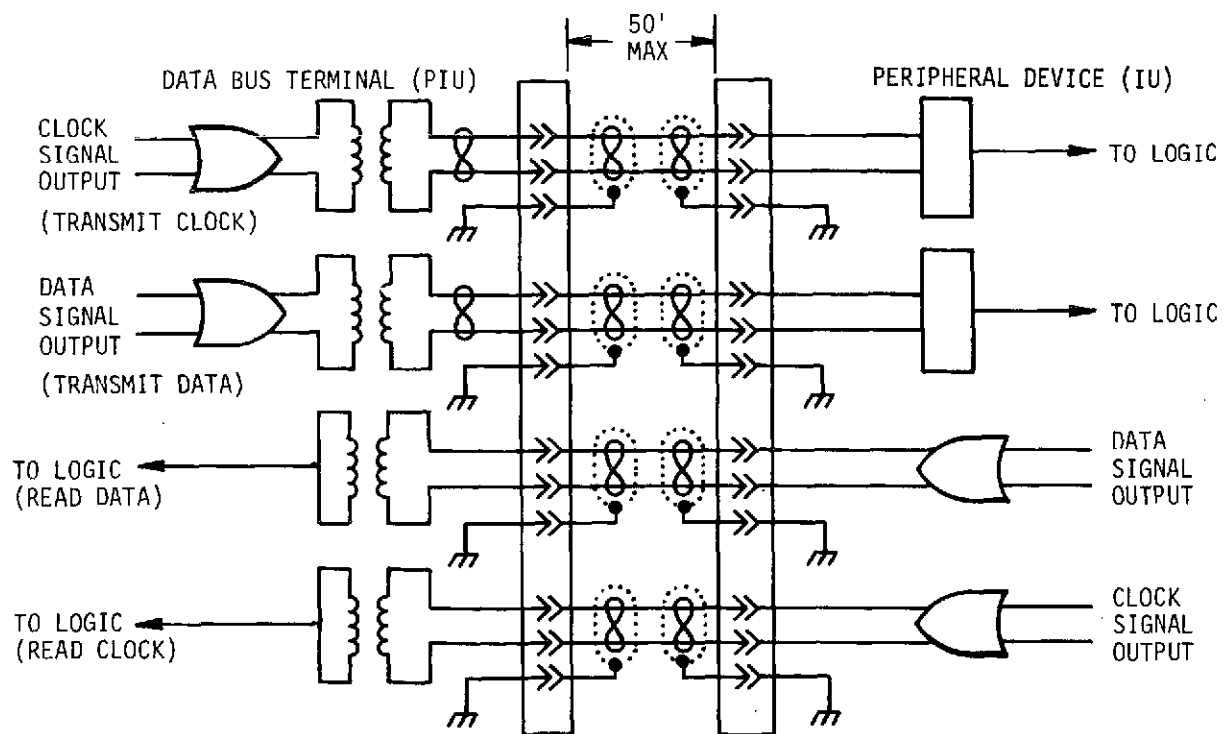 50'
MAX
DATA BUS TERMINAL (PIU)
PERIPHERAL DEVICE (IU)
CLOCK
SIGNAL
OUTPUT
(TRANSMIT CLOCK)
TO LOGIC
DATA
SIGNAL
OUTPUT
(TRANSMIT DATA)
TO LOGIC
TO LOGIC
(READ DATA)
DATA
SIGNAL
OUTPUT
TO LOGIC
(READ CLOCK)
CLOCK
SIGNAL
OUTPUT